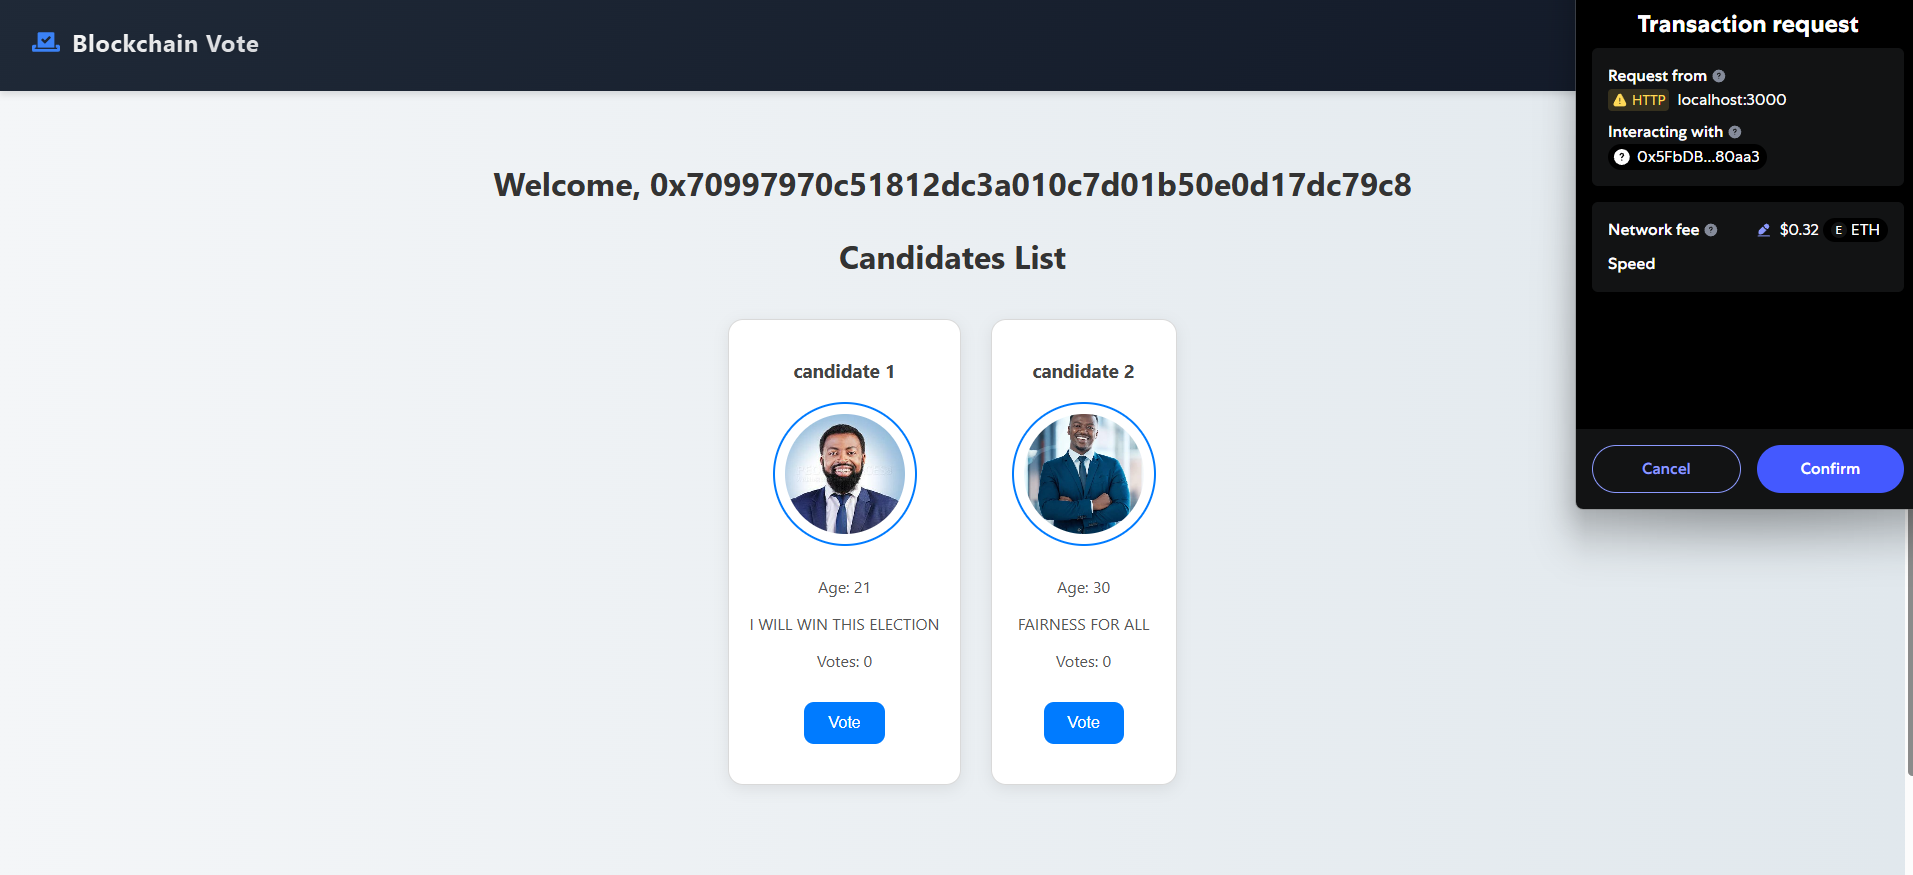 Blockchain Vote
Welcome, 0x70997970c51812dc3a010c7d01b50e0d17dc79c8
Candidates List
candidate 1
Age: 21
I WILL WIN THIS ELECTION
Votes: 0
Vote
candidate 2
Age: 30
FAIRNESS FOR ALL
Votes: 0
Vote
Transaction request
Request from ?
HTTP localhost:3000
Interacting with ?
? 0x5FbDB...80aa3
Network fee ? $0.32 E ETH
Speed
Cancel
Confirm